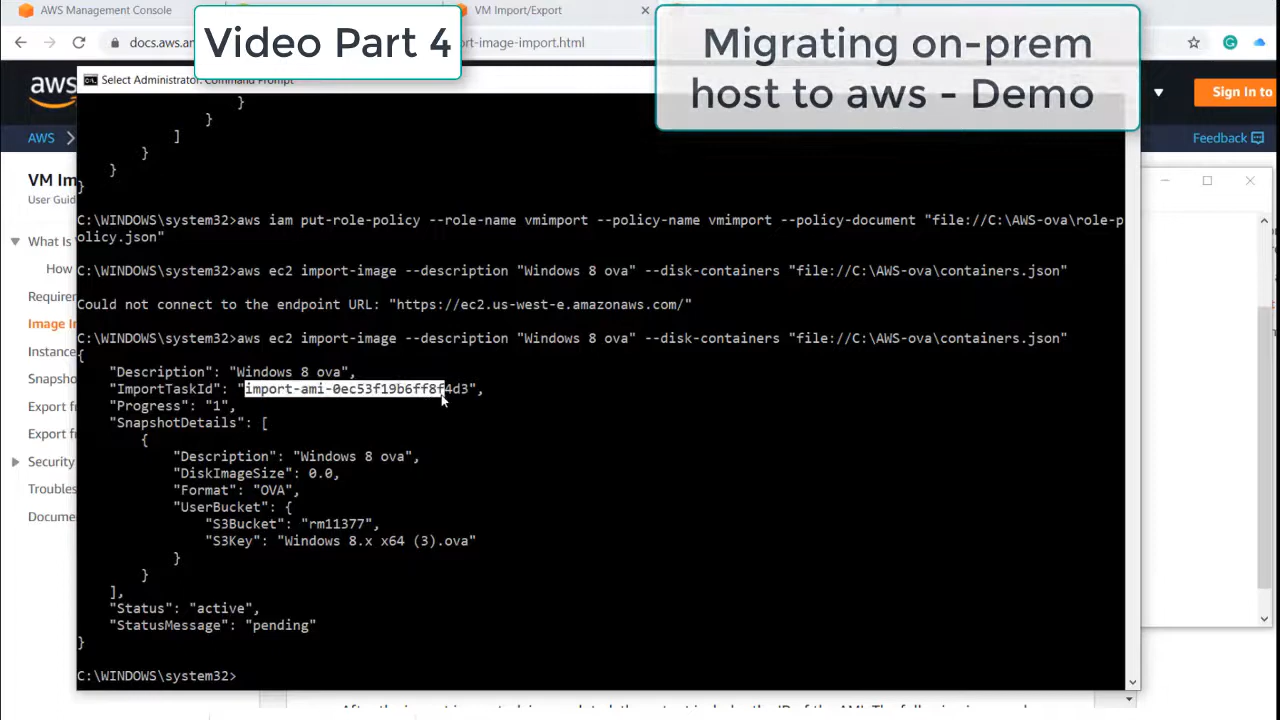 AWS Management Console
VM Import/Export
Video Part 4
Migrating on-prem
host to aws - Demo
docs.aws.an
ort-image-import.html
Select Administrator: Command Prompt
aws
Sign In to
AWS
Feedback
VM Im
User Guid
What Is
How
Requiren
Image In
Instance
Snapsho
Export f
Export f
Security
Troubles
Docume
}
}
]
}
}
}
C:\WINDOWS\system32>aws iam put-role-policy --role-name vmimport --policy-name vmimport --policy-document "file://C:\AWS-ova\role-p
olicy.json"
C:\WINDOWS\system32>aws ec2 import-image --description "Windows 8 ova" --disk-containers "file://C:\AWS-ova\containers.json"
Could not connect to the endpoint URL: "https://ec2.us-west-e.amazonaws.com/"
C:\WINDOWS\system32>aws ec2 import-image --description "Windows 8 ova" --disk-containers "file://C:\AWS-ova\containers.json"
{
"Description": "Windows 8 ova",
"ImportTaskId": "import-ami-0ec53f19b6ff8f4d3",
"Progress": "1",
"SnapshotDetails": [
{
"Description": "Windows 8 ova",
"DiskImageSize": 0.0,
"Format": "OVA",
"UserBucket": {
"S3Bucket": "rm11377",
"S3Key": "Windows 8.x x64 (3).ova"
}
}
],
"Status": "active",
"StatusMessage": "pending"
}
C:\WINDOWS\system32>